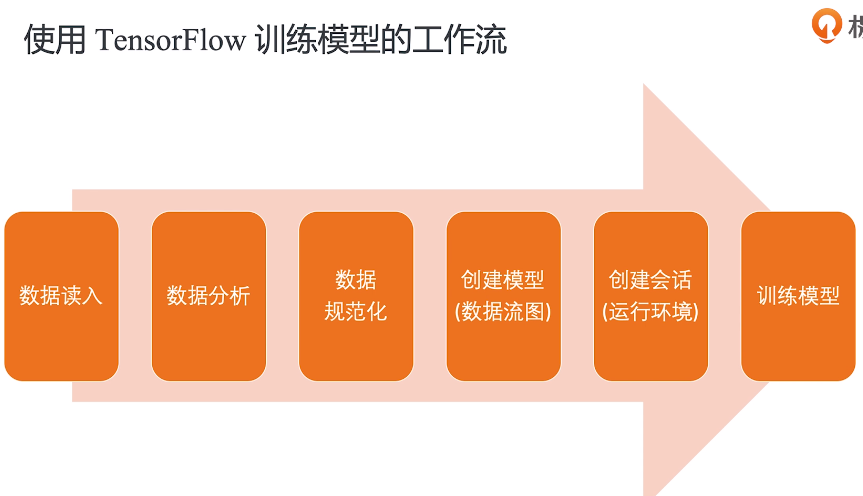 使用 TensorFlow 训练模型的工作流
数据读入
数据分析
数据
规范化
创建模型
(数据流图)
创建会话
(运行环境)
训练模型